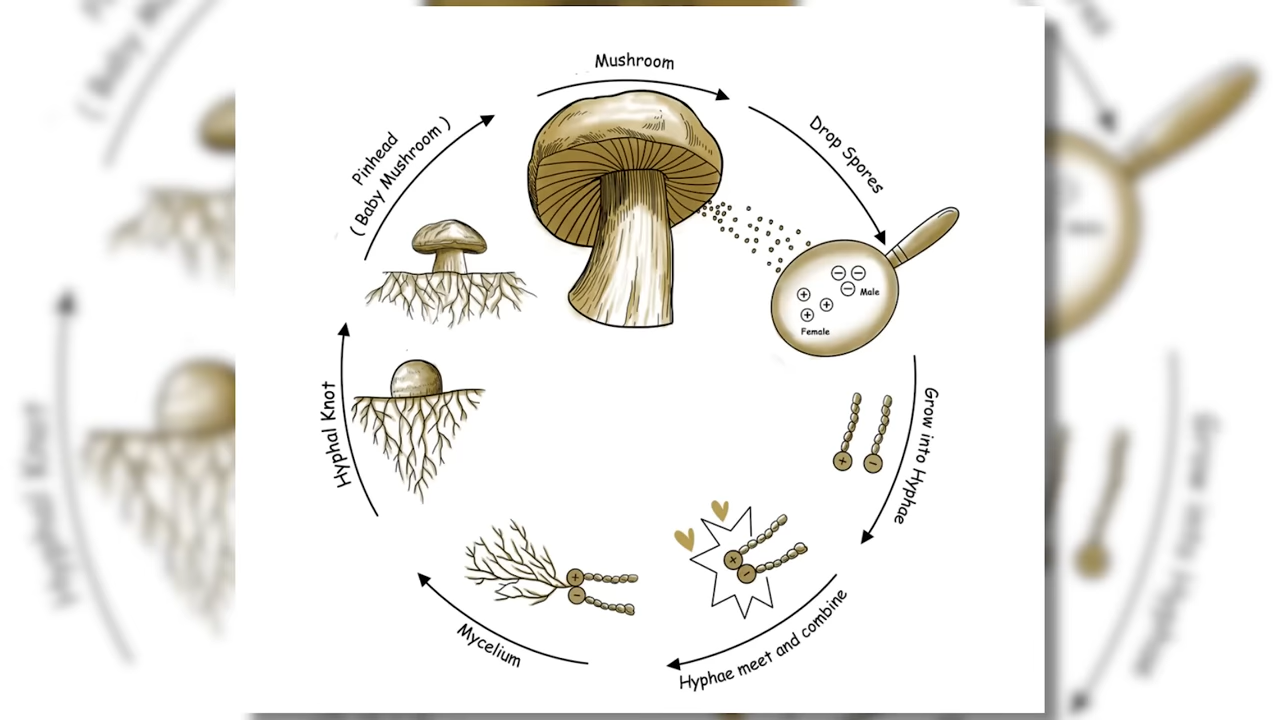 Mushroom
Drop Spores
+
+
+
−
−
−
Male
Female
Grow into Hyphae
+
−
Hyphae meet and combine
+
−
Mycelium
+
−
Hyphal Knot
Pinhead
( Baby Mushroom )